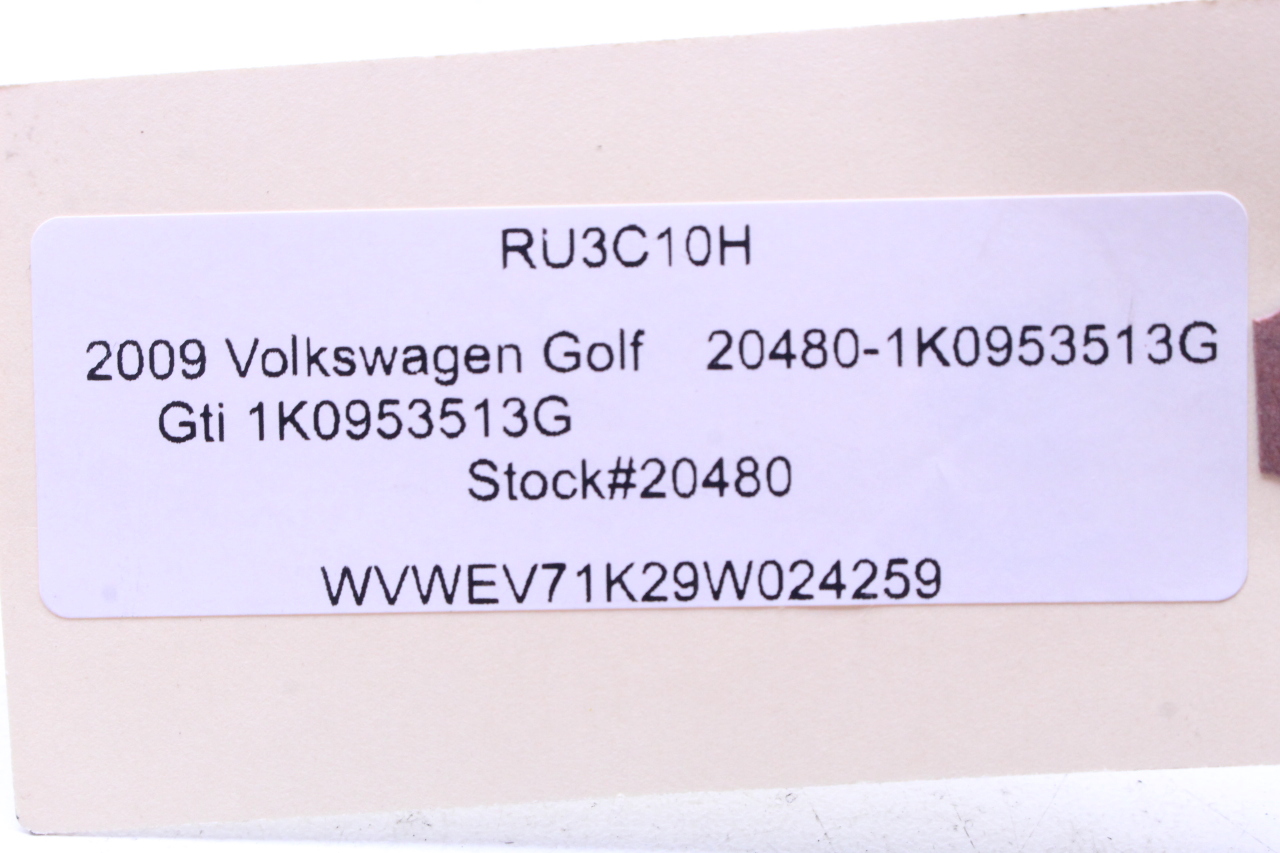 RU3C10H
2009 Volkswagen Golf 20480-1K0953513G
Gti 1K0953513G
Stock#20480
WVWEV71K29W024259